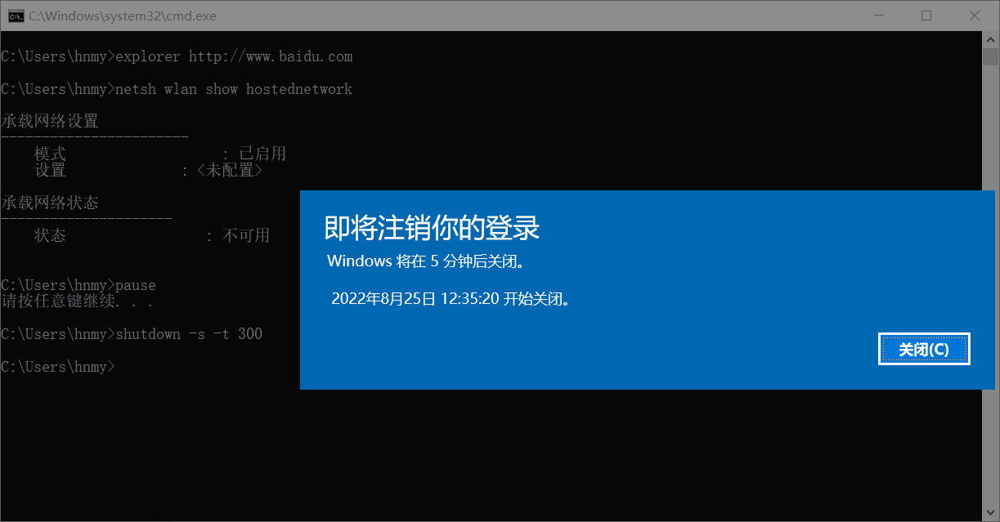 C:\Windows\system32\cmd.exe
C:\Users\hnmy>explorer http://www.baidu.com
C:\Users\hnmy>netsh wlan show hostednetwork
承载网络设置
-----------------------
模式 : 已启用
设置 : <未配置>
承载网络状态
---------------------
状态 : 不可用
C:\Users\hnmy>pause
请按任意键继续. . .
C:\Users\hnmy>shutdown -s -t 300
C:\Users\hnmy>
即将注销你的登录
Windows 将在 5 分钟后关闭。
2022年8月25日 12:35:20 开始关闭。
关闭(C)